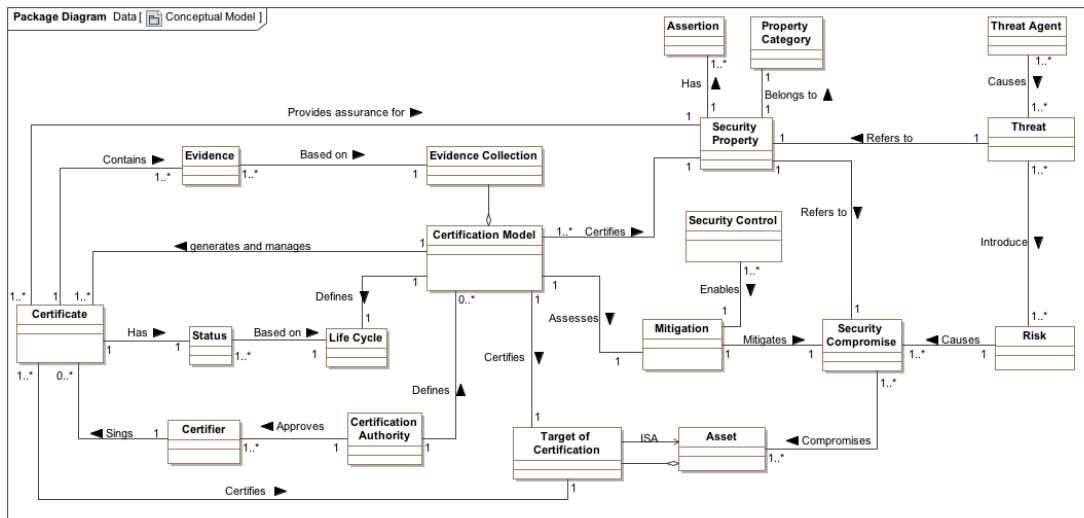 Package Diagram Data [ Conceptual Model ]
Assertion
Property
Category
Threat Agent
1..*
1
1..*
Has
Belongs to
Causes
1
1
1..*
Provides assurance for
1
Security
Property
1
Refers to
1
Threat
Contains
1..*
Evidence
1..*
Based on
1
Evidence Collection
1
1
1..*
Refers to
Security Control
Certification Model
1..*
Certifies
generates and manages
1
Introduce
1..*
Enables
1
0..*
1
1
Defines
Assesses
1..*
1
1..*
Certificate
Has
1
1
Status
1..*
Based on
1
1
Life Cycle
1
1
Mitigation
1
Mitigates
1
1
Security
Compromise
1..*
Causes
1
1..*
Risk
1..*
0..*
Certifies
1..*
Defines
Sings
1
Certifier
1..*
Approves
1
Certification
Authority
1
1
Target of
Certification
ISA
Asset
1..*
Compromises
Certifies
1